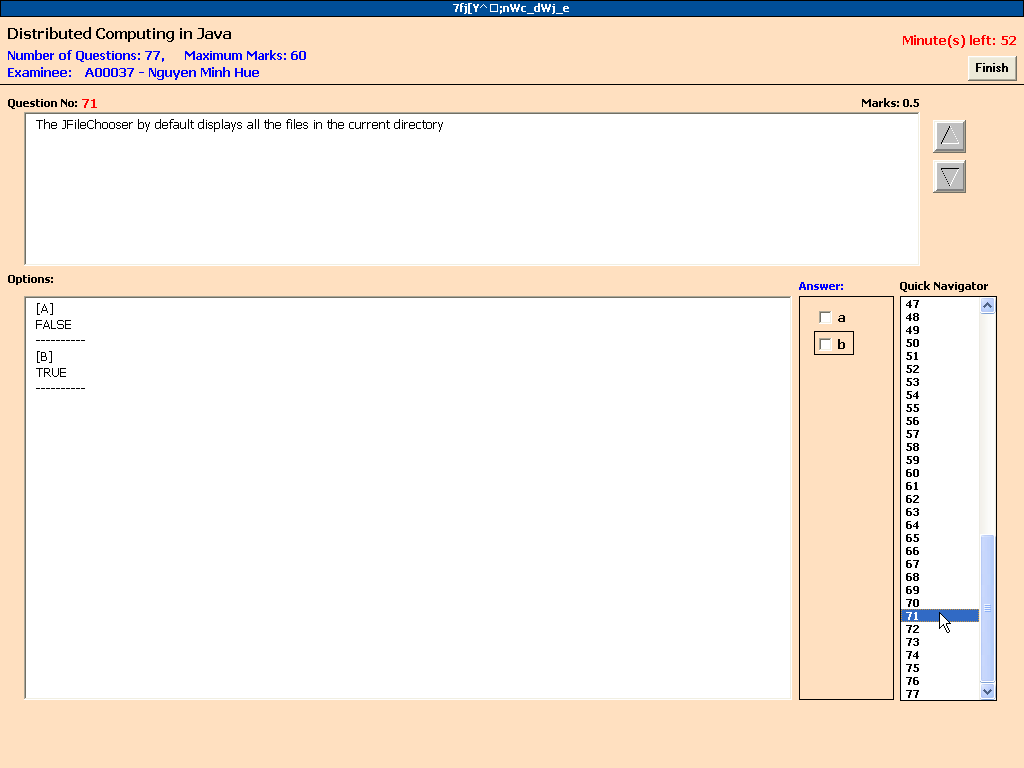 7fj[Y^ □;nWc_dWj_e
Distributed Computing in Java
Number of Questions: 77,    Maximum Marks: 60
Minute(s) left: 52
Examinee:   A00037 - Nguyen Minh Hue
Finish
Question No: 71
Marks: 0.5
The JFileChooser by default displays all the files in the current directory
Options:
Answer:
Quick Navigator
[A]
FALSE
----------
[B]
TRUE
----------
a
b
47
48
49
50
51
52
53
54
55
56
57
58
59
60
61
62
63
64
65
66
67
68
69
70
71
72
73
74
75
76
77